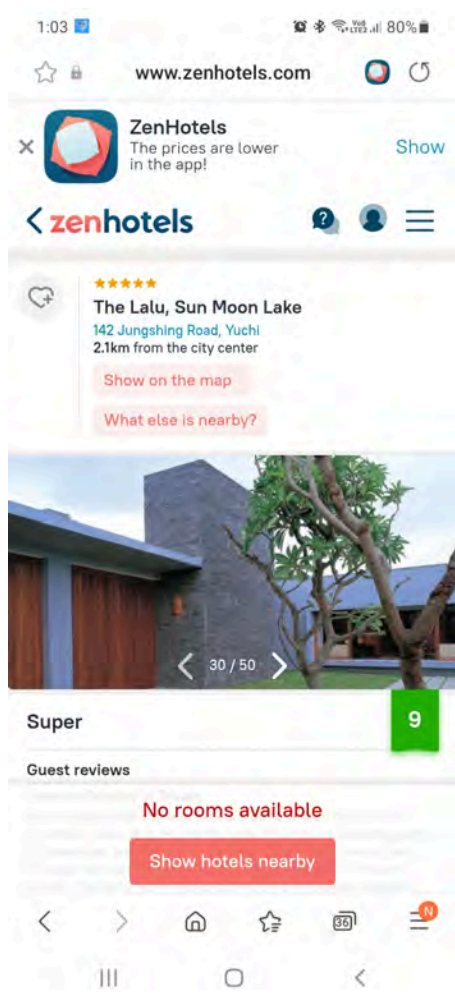 1:03
Vo))
LTE2
80%
www.zenhotels.com
ZenHotels
The prices are lower
in the app!
Show
zenhotels
?
The Lalu, Sun Moon Lake
142 Jungshing Road, Yuchi
2.1km from the city center
Show on the map
What else is nearby?
30 / 50
Super
9
Guest reviews
No rooms available
Show hotels nearby
36
N